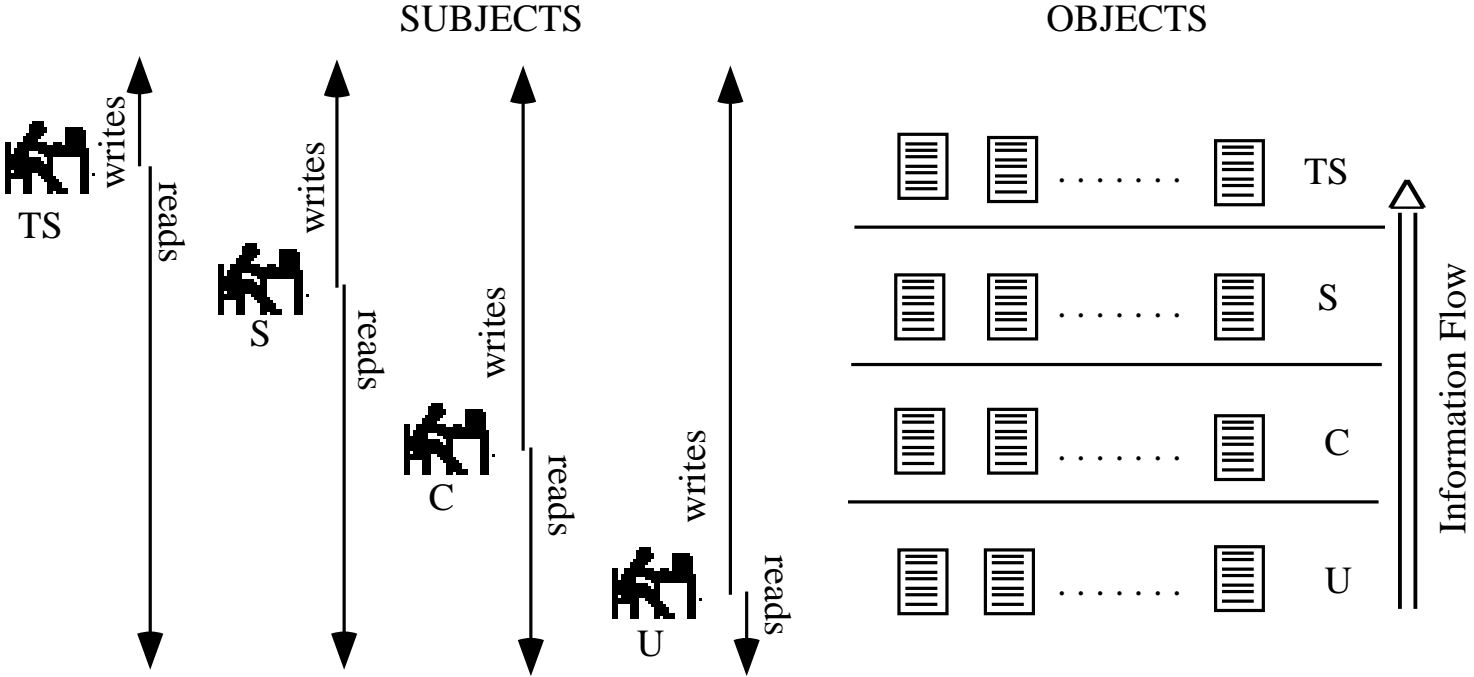 SUBJECTS
OBJECTS
writes
reads
TS
writes
reads
S
writes
reads
C
writes
reads
U
. . . . . . . TS
. . . . . . . S
. . . . . . . C
. . . . . . . U
Information Flow